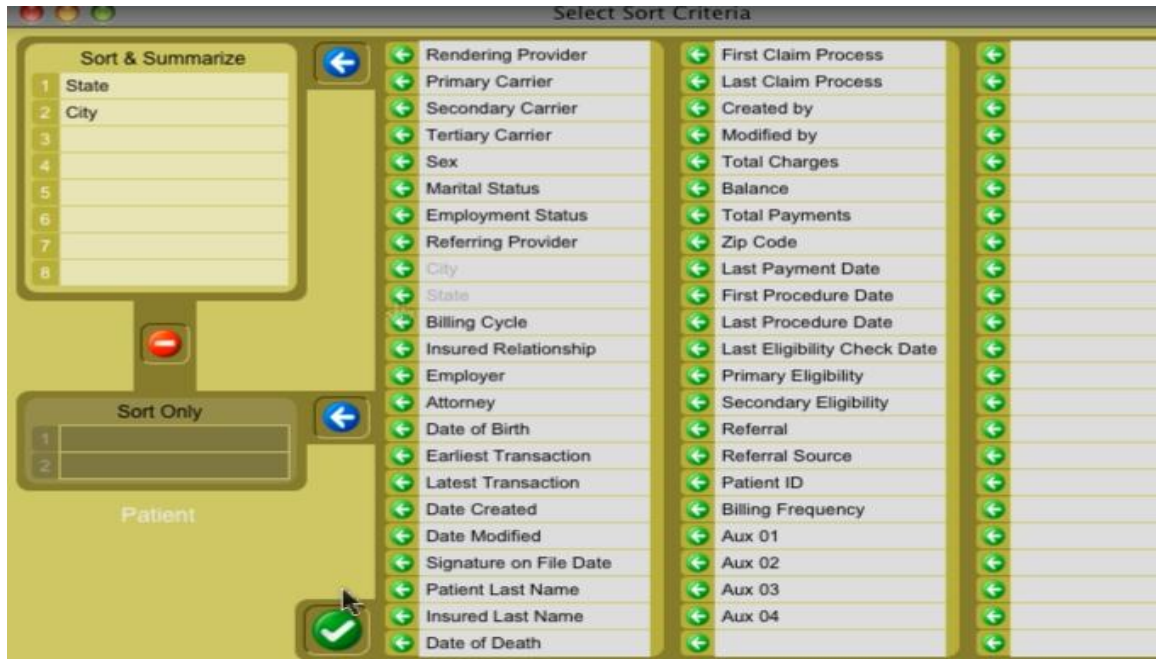 Select Sort Criteria
Sort & Summarize
1 State
2 City
3
4
5
6
7
8
Sort Only
1
2
Patient
Rendering Provider
Primary Carrier
Secondary Carrier
Tertiary Carrier
Sex
Marital Status
Employment Status
Referring Provider
City
State
Billing Cycle
Insured Relationship
Employer
Attorney
Date of Birth
Earliest Transaction
Latest Transaction
Date Created
Date Modified
Signature on File Date
Patient Last Name
Insured Last Name
Date of Death
First Claim Process
Last Claim Process
Created by
Modified by
Total Charges
Balance
Total Payments
Zip Code
Last Payment Date
First Procedure Date
Last Procedure Date
Last Eligibility Check Date
Primary Eligibility
Secondary Eligibility
Referral
Referral Source
Patient ID
Billing Frequency
Aux 01
Aux 02
Aux 03
Aux 04